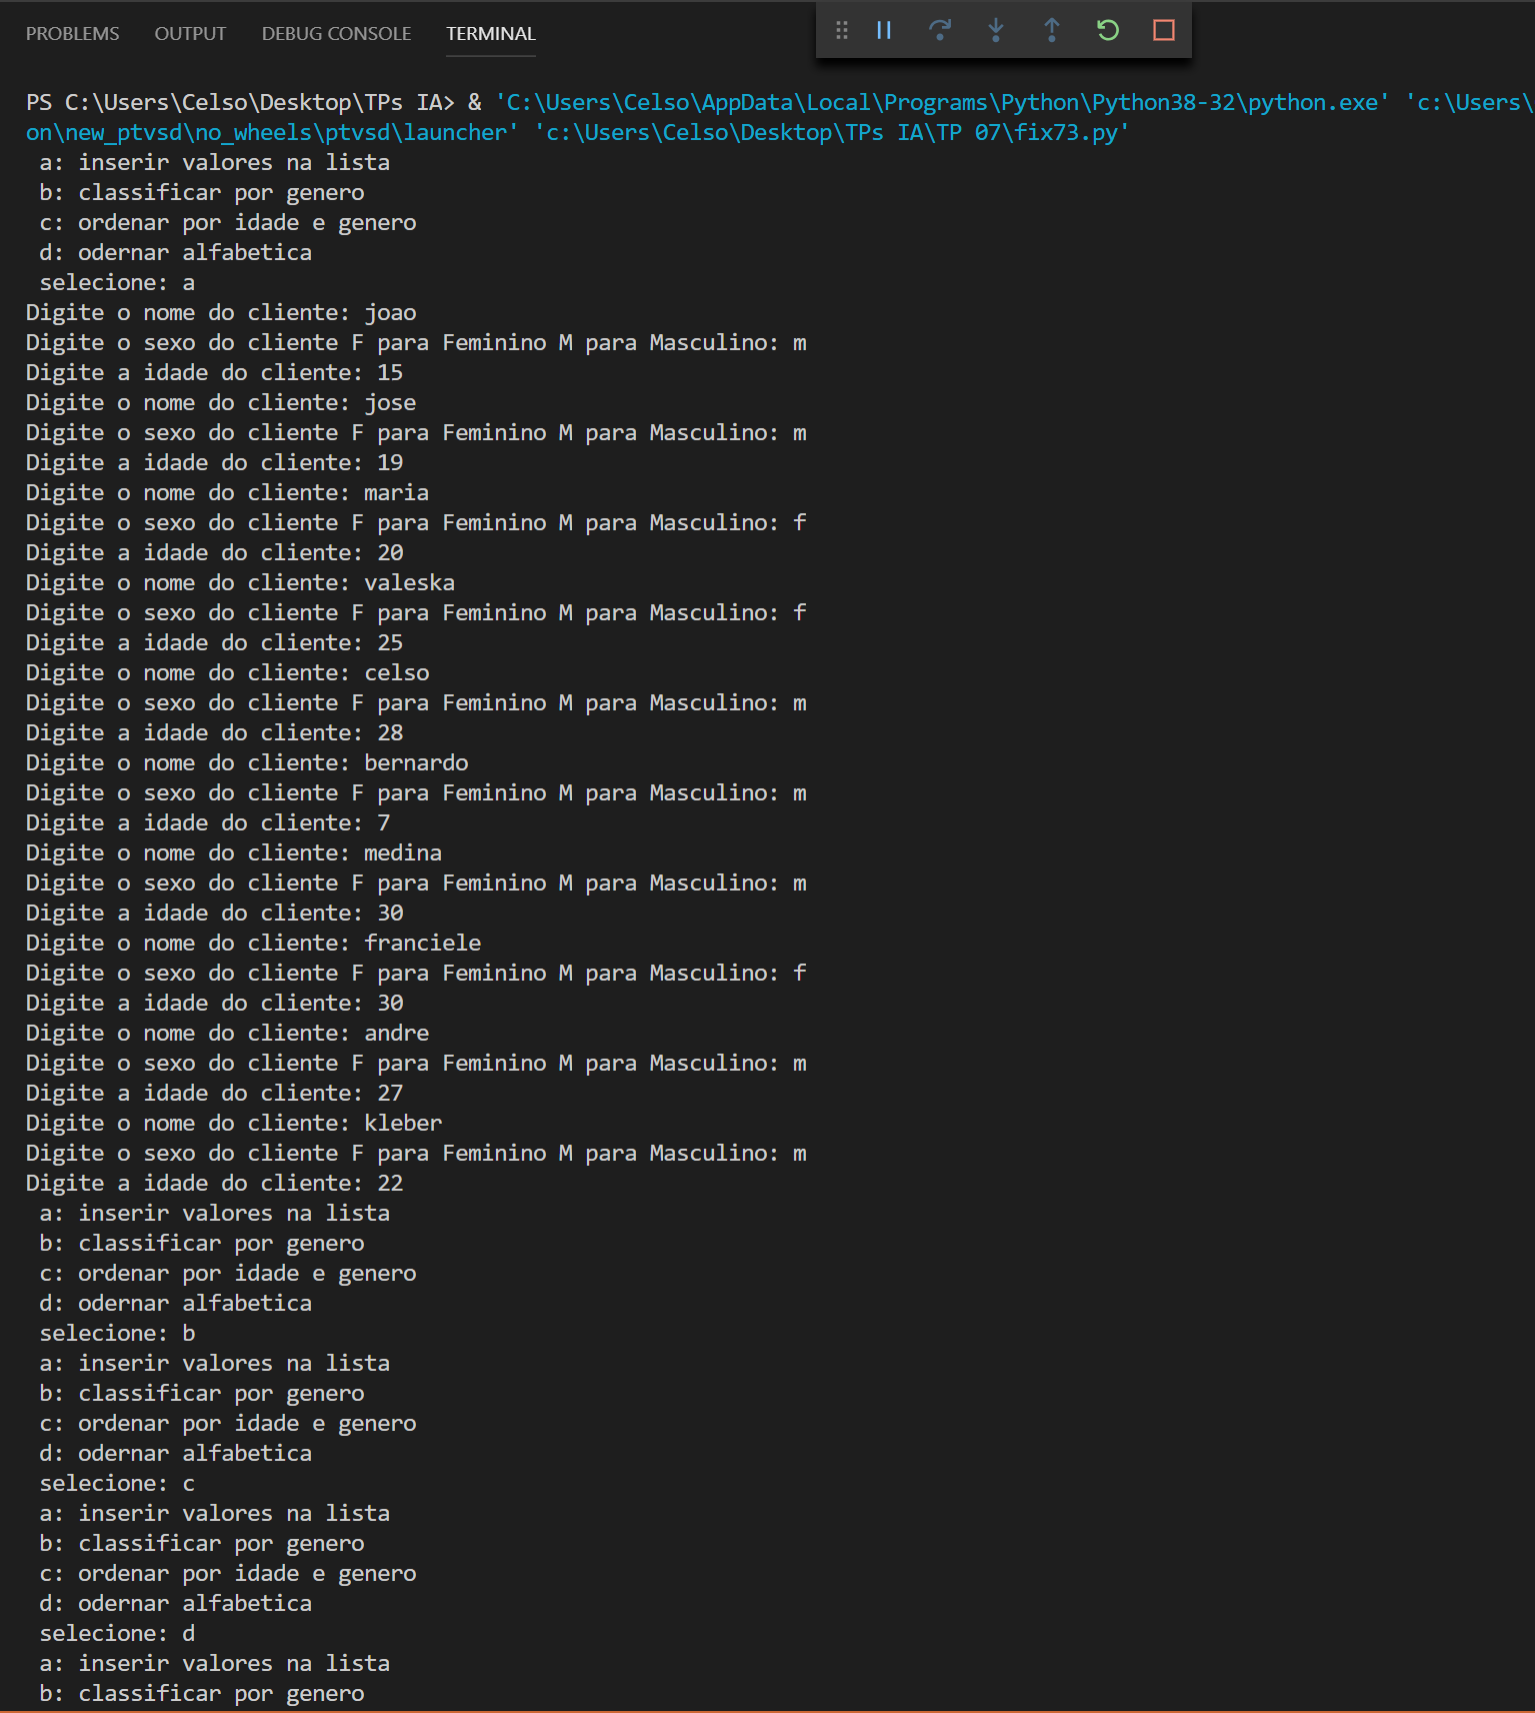 PROBLEMS OUTPUT DEBUG CONSOLE TERMINAL
PS C:\Users\Celso\Desktop\TPs IA> & 'C:\Users\Celso\AppData\Local\Programs\Python\Python38-32\python.exe' 'c:\Users\
on\new_ptvsd\no_wheels\ptvsd\launcher' 'c:\Users\Celso\Desktop\TPs IA\TP 07\fix73.py'
a: inserir valores na lista
b: classificar por genero
c: ordenar por idade e genero
d: odernar alfabetica
selecione: a
Digite o nome do cliente: joao
Digite o sexo do cliente F para Feminino M para Masculino: m
Digite a idade do cliente: 15
Digite o nome do cliente: jose
Digite o sexo do cliente F para Feminino M para Masculino: m
Digite a idade do cliente: 19
Digite o nome do cliente: maria
Digite o sexo do cliente F para Feminino M para Masculino: f
Digite a idade do cliente: 20
Digite o nome do cliente: valeska
Digite o sexo do cliente F para Feminino M para Masculino: f
Digite a idade do cliente: 25
Digite o nome do cliente: celso
Digite o sexo do cliente F para Feminino M para Masculino: m
Digite a idade do cliente: 28
Digite o nome do cliente: bernardo
Digite o sexo do cliente F para Feminino M para Masculino: m
Digite a idade do cliente: 7
Digite o nome do cliente: medina
Digite o sexo do cliente F para Feminino M para Masculino: m
Digite a idade do cliente: 30
Digite o nome do cliente: franciele
Digite o sexo do cliente F para Feminino M para Masculino: f
Digite a idade do cliente: 30
Digite o nome do cliente: andre
Digite o sexo do cliente F para Feminino M para Masculino: m
Digite a idade do cliente: 27
Digite o nome do cliente: kleber
Digite o sexo do cliente F para Feminino M para Masculino: m
Digite a idade do cliente: 22
a: inserir valores na lista
b: classificar por genero
c: ordenar por idade e genero
d: odernar alfabetica
selecione: b
a: inserir valores na lista
b: classificar por genero
c: ordenar por idade e genero
d: odernar alfabetica
selecione: c
a: inserir valores na lista
b: classificar por genero
c: ordenar por idade e genero
d: odernar alfabetica
selecione: d
a: inserir valores na lista
b: classificar por genero